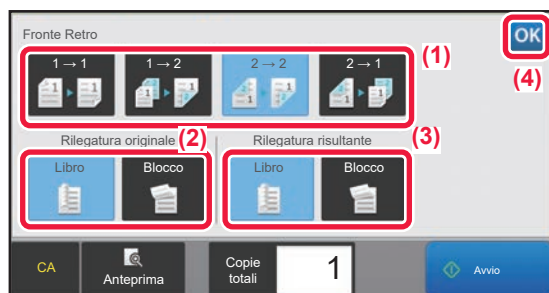 Fronte Retro
OK
(1)
(4)
1 → 1
1 → 2
2 → 2
2 → 1
Rilegatura originale (2)
Rilegatura risultante (3)
Libro
Blocco
Libro
Blocco
CA
Anteprima
Copie
totali
1
Avvio